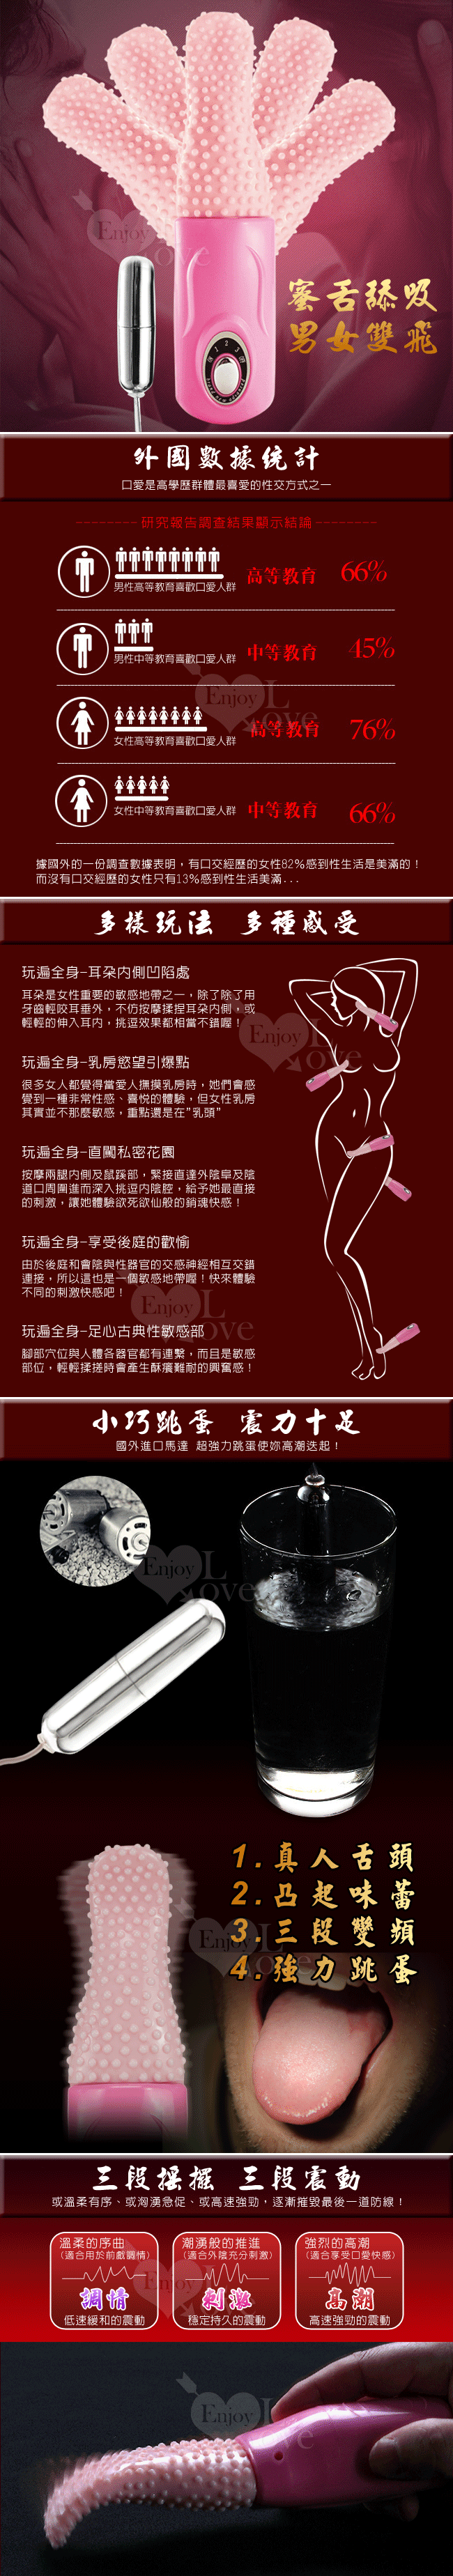 Enjoy Love
蜜舌舔吸
男女雙飛
OFF 1 2 3
外國數據統計
口愛是高學歷群體最喜愛的性交方式之一
--------研究報告調查結果顯示結論--------
男性高等教育喜歡口愛人群 高等教育 66%
男性中等教育喜歡口愛人群 中等教育 45%
Enjoy Love
女性高等教育喜歡口愛人群 高等教育 76%
女性中等教育喜歡口愛人群 中等教育 66%
據國外的一份調查數據表明，有口交經歷的女性82%感到性生活是美滿的！
而沒有口交經歷的女性只有13%感到性生活美滿...
多樣玩法 多種感受
玩遍全身-耳朵內側凹陷處
耳朵是女性重要的敏感地帶之一，除了除了用
牙齒輕咬耳垂外，不仿按摩揉捏耳朵內側，或
輕輕的伸入耳內，挑逗效果都相當不錯喔！
Enjoy Love
玩遍全身-乳房慾望引爆點
很多女人都覺得當愛人撫摸乳房時，她們會感
覺到一種非常性感、喜悅的體驗，但女性乳房
其實並不那麼敏感，重點還是在"乳頭"
玩遍全身-直闖私密花園
按摩兩腿內側及鼠蹊部，緊接直達外陰阜及陰
道口周圍進而深入挑逗內陰腔，給予她最直接
的刺激，讓她體驗欲死欲仙般的銷魂快感！
玩遍全身-享受後庭的歡愉
由於後庭和會陰與性器官的交感神經相互交錯
連接，所以這也是一個敏感地帶喔！快來體驗
不同的刺激快感吧！
Enjoy Love
玩遍全身-足心古典性敏感部
腳部穴位與人體各器官都有連繫，而且是敏感
部位，輕輕揉搓時會產生酥癢難耐的興奮感！
小巧跳蛋 震力十足
國外進口馬達 超強力跳蛋使妳高潮迭起！
Enjoy Love
1.真人舌頭
2.凸起味蕾
3.三段變頻
4.強力跳蛋
Enjoy Love
三段搖擺 三段震動
或溫柔有序、或洶湧急促、或高速強勁，逐漸摧毀最後一道防線！
溫柔的序曲
（適合用於前戲調情）
調情
低速緩和的震動
潮湧般的推進
（適合外陰充分刺激）
刺激
穩定持久的震動
強烈的高潮
（適合享受口愛快感）
高潮
高速強勁的震動
Enjoy Love
Enjoy Love